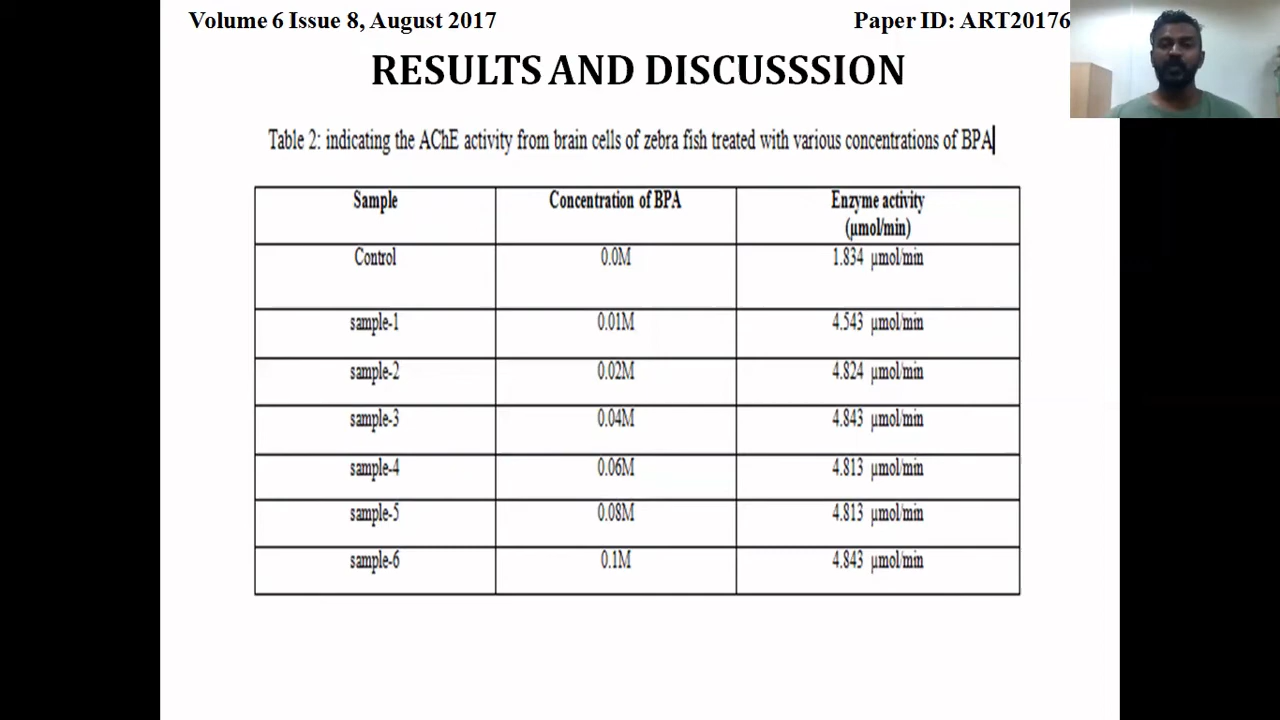 Volume 6 Issue 8, August 2017 Paper ID: ART20176
RESULTS AND DISCUSSSION
Table 2: indicating the AChE activity from brain cells of zebra fish treated with various concentrations of BPA
Sample Concentration of BPA Enzyme activity
(µmol/min)
Control 0.0M 1.834 µmol/min
sample-1 0.01M 4.543 µmol/min
sample-2 0.02M 4.824 µmol/min
sample-3 0.04M 4.843 µmol/min
sample-4 0.06M 4.813 µmol/min
sample-5 0.08M 4.813 µmol/min
sample-6 0.1M 4.843 µmol/min